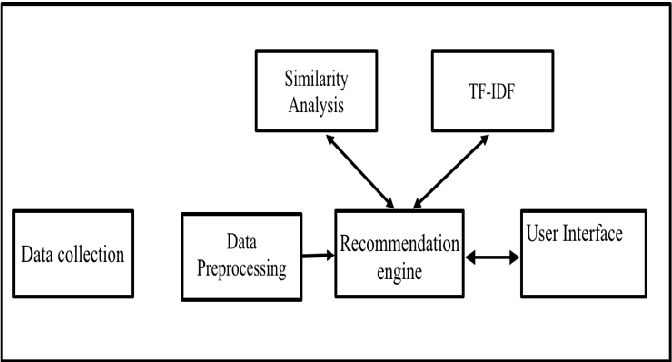 Similarity
Analysis
TF-IDF
Data collection
Data
Preprocessing
Recommendation
engine
User Interface